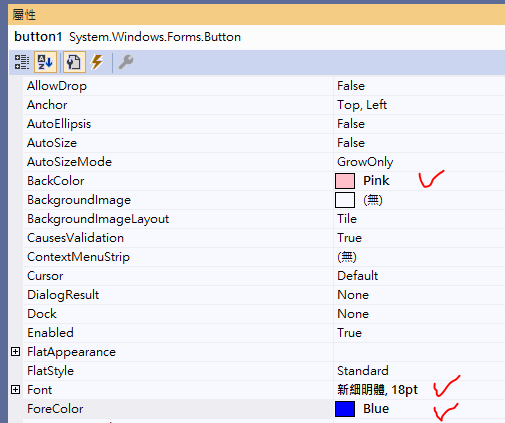 屬性
button1 System.Windows.Forms.Button
AllowDrop False
Anchor Top, Left
AutoEllipsis False
AutoSize False
AutoSizeMode GrowOnly
BackColor Pink
BackgroundImage (無)
BackgroundImageLayout Tile
CausesValidation True
ContextMenuStrip (無)
Cursor Default
DialogResult None
Dock None
Enabled True
FlatAppearance
FlatStyle Standard
Font 新細明體, 18pt
ForeColor Blue